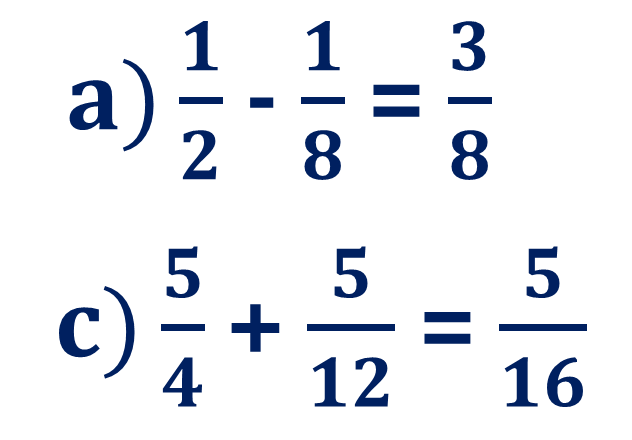 a) 1/2 - 1/8 = 3/8
c) 5/4 + 5/12 = 5/16